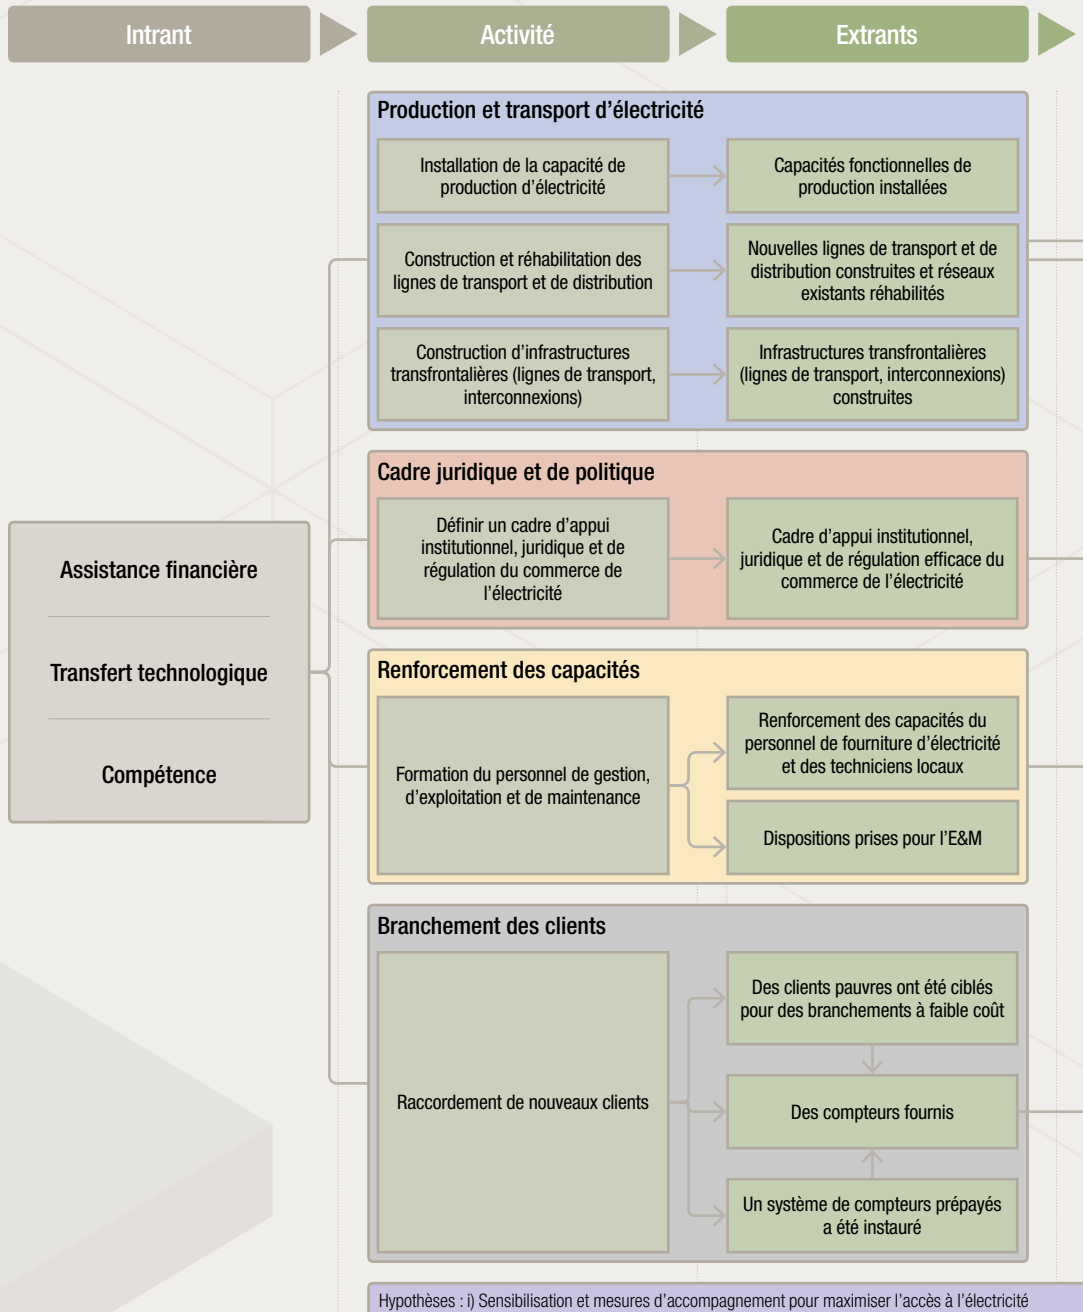 Intrant
Activité
Extrants
Production et transport d’électricité
Installation de la capacité de
production d’électricité
Capacités fonctionnelles de
production installées
Construction et réhabilitation des
lignes de transport et de distribution
Nouvelles lignes de transport et de
distribution construites et réseaux
existants réhabilités
Construction d’infrastructures
transfrontalières (lignes de transport,
interconnexions)
Infrastructures transfrontalières
(lignes de transport, interconnexions)
construites
Cadre juridique et de politique
Définir un cadre d’appui
institutionnel, juridique et de
régulation du commerce de
l’électricité
Cadre d’appui institutionnel,
juridique et de régulation efficace du
commerce de l’électricité
Assistance financière
Transfert technologique
Compétence
Renforcement des capacités
Formation du personnel de gestion,
d’exploitation et de maintenance
Renforcement des capacités du
personnel de fourniture d’électricité
et des techniciens locaux
Dispositions prises pour l’E&M
Branchement des clients
Raccordement de nouveaux clients
Des clients pauvres ont été ciblés
pour des branchements à faible coût
Des compteurs fournis
Un système de compteurs prépayés
a été instauré
Hypothèses : i) Sensibilisation et mesures d’accompagnement pour maximiser l’accès à l’électricité